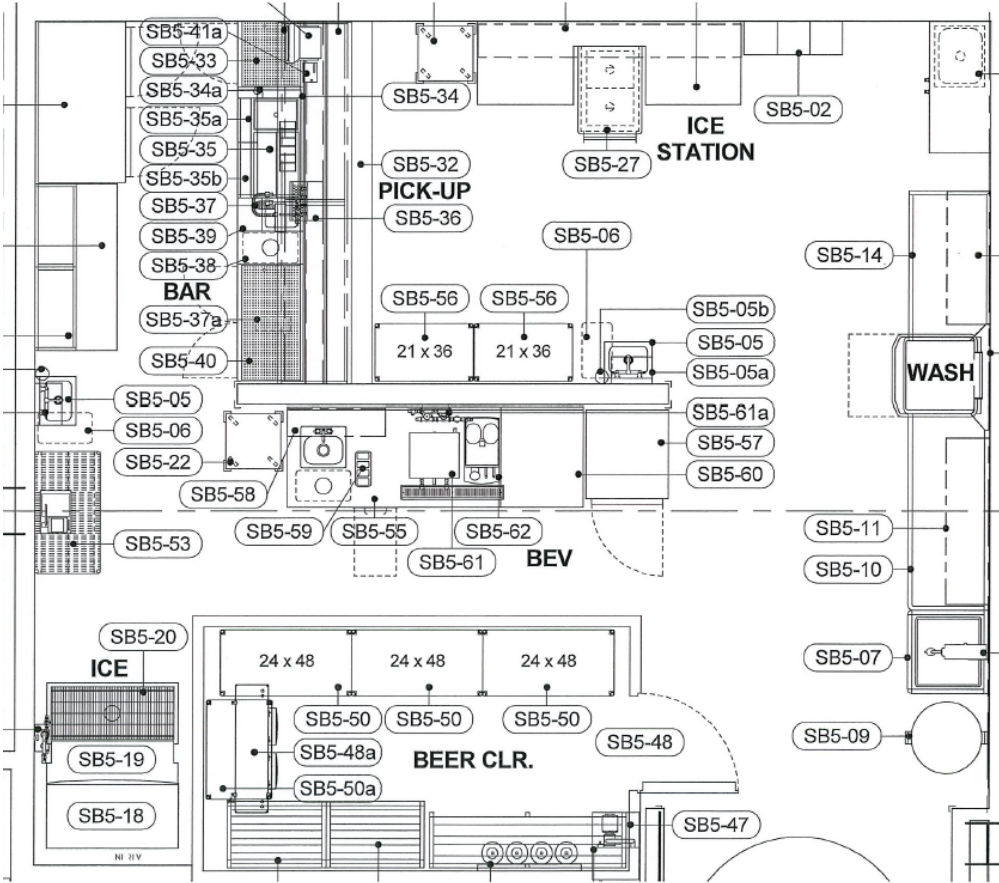 SB5-41a
SB5-33
SB5-34a
SB5-34
SB5-02
SB5-35a
ICE
STATION
SB5-35
SB5-32
SB5-27
SB5-35b
PICK-UP
SB5-37
SB5-36
SB5-39
SB5-06
SB5-14
SB5-38
BAR
SB5-56
SB5-56
SB5-05b
SB5-37a
SB5-05
21 x 36
21 x 36
SB5-40
SB5-05a
WASH
SB5-05
SB5-61a
SB5-06
SB5-57
SB5-22
SB5-60
SB5-58
SB5-59
SB5-55
SB5-62
SB5-11
SB5-53
SB5-61
BEV
SB5-10
SB5-20
ICE
24 x 48
24 x 48
24 x 48
SB5-07
SB5-50
SB5-50
SB5-50
SB5-48
SB5-09
SB5-19
SB5-48a
BEER CLR.
SB5-50a
SB5-18
SB5-47
AIR IN